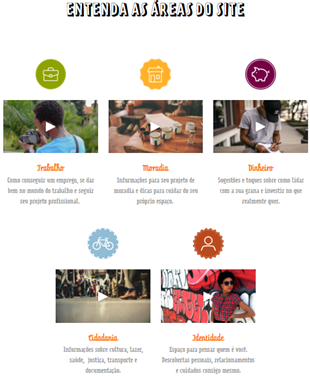 ENTENDA AS ÁREAS DO SITE
Trabalho
Moradia
Dinheiro
Como conseguir um emprego, se dar
bem no mundo do trabalho e seguir
seu projeto profissional.
Informações para seu projeto de
moradia e dicas para cuidar do seu
próprio espaço.
Sugestões e toques sobre como lidar
com a sua grana e investir no que
realmente quer.
Cidadania
Identidade
Informações sobre cultura, lazer,
saúde, justiça, transporte e
documentação.
Espaço para pensar quem é você.
Descobertas pessoais, relacionamentos
e cuidados consigo mesmo.